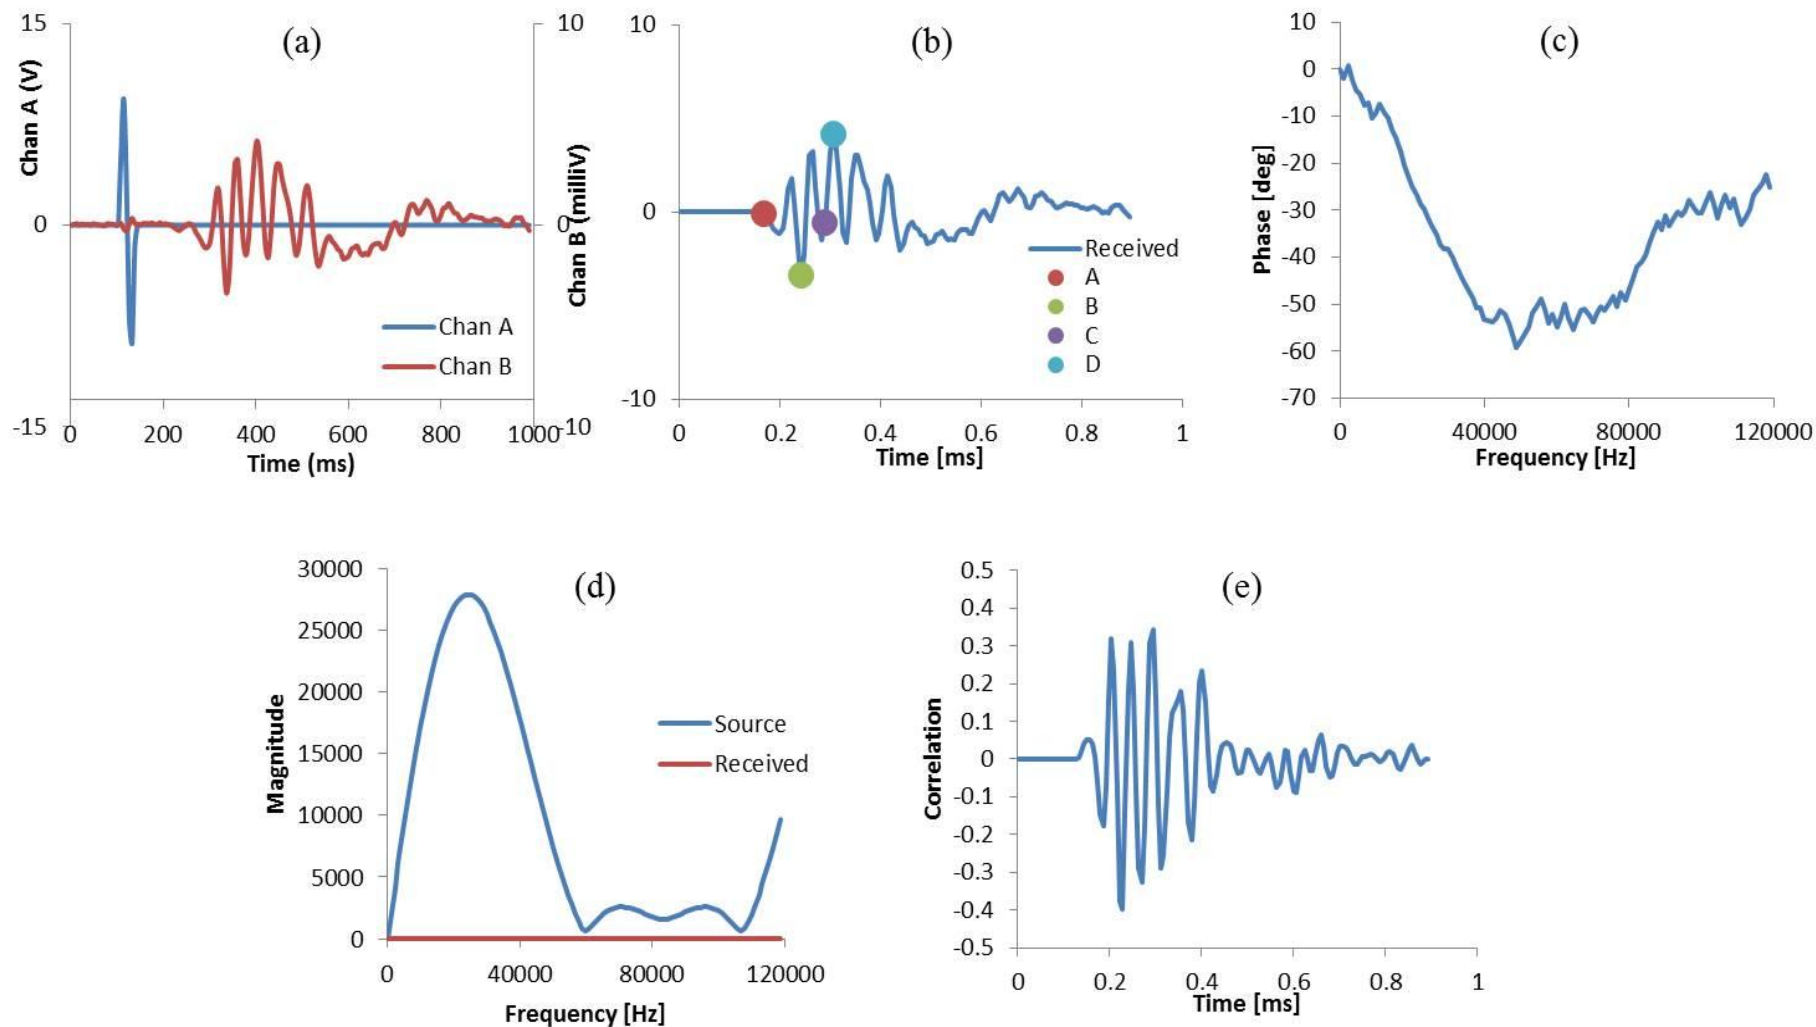 (a)
15
0
-15
Chan A (V)
10
0
-10
Chan B (milliV)
Chan A
Chan B
0 200 400 600 800 1000
Time (ms)
(b)
10
0
-10
Received
A
B
C
D
0 0.2 0.4 0.6 0.8 1
Time [ms]
(c)
10
0
-10
-20
-30
-40
-50
-60
-70
Phase [deg]
0 40000 80000 120000
Frequency [Hz]
(d)
30000
25000
20000
15000
10000
5000
0
Magnitude
Source
Received
0 40000 80000 120000
Frequency [Hz]
(e)
0.5
0.4
0.3
0.2
0.1
0
-0.1
-0.2
-0.3
-0.4
-0.5
Correlation
0 0.2 0.4 0.6 0.8 1
Time [ms]